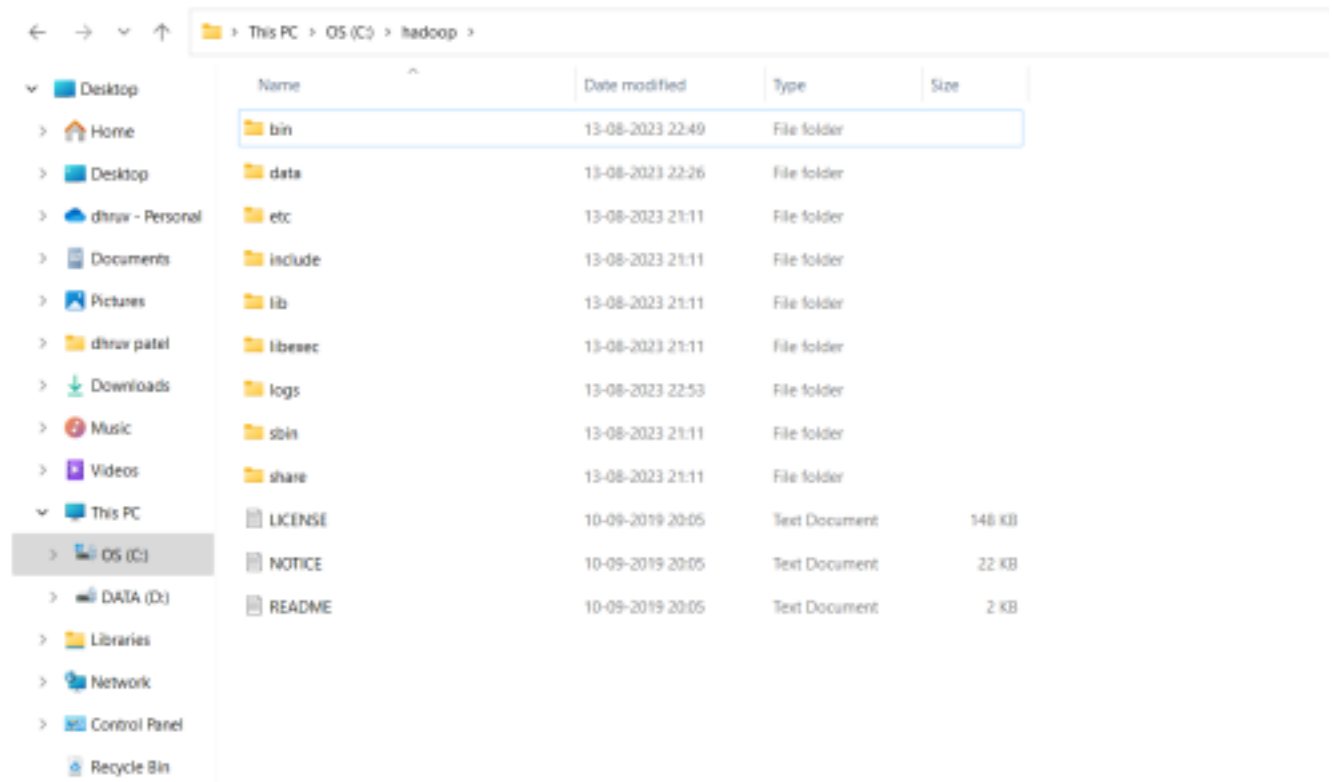 This PC > OS (C:) > hadoop >
Name Date modified Type Size
Desktop
Home
Desktop
dhruv - Personal
Documents
Pictures
dhruv patel
Downloads
Music
Videos
This PC
OS (C:)
DATA (D:)
Libraries
Network
Control Panel
Recycle Bin
bin 13-08-2023 22:49 File folder
data 13-08-2023 22:26 File folder
etc 13-08-2023 21:11 File folder
include 13-08-2023 21:11 File folder
lib 13-08-2023 21:11 File folder
libexec 13-08-2023 21:11 File folder
logs 13-08-2023 22:53 File folder
sbin 13-08-2023 21:11 File folder
share 13-08-2023 21:11 File folder
LICENSE 10-09-2019 20:05 Text Document 148 KB
NOTICE 10-09-2019 20:05 Text Document 22 KB
README 10-09-2019 20:05 Text Document 2 KB